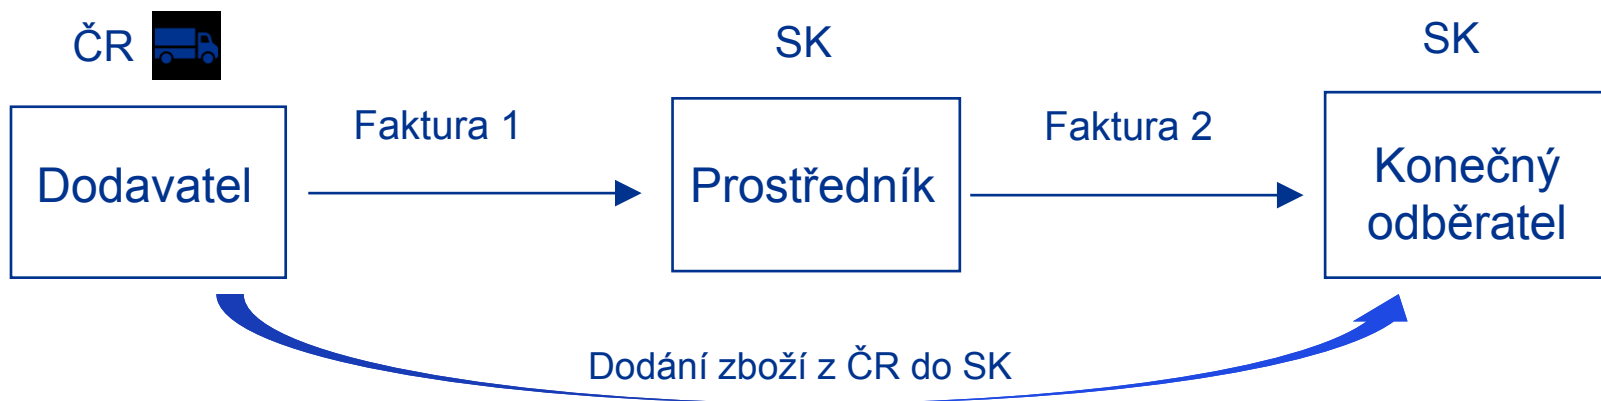 ČR
SK
SK
Dodavatel
Faktura 1
Prostředník
Faktura 2
Konečný
odběratel
Dodání zboží z ČR do SK